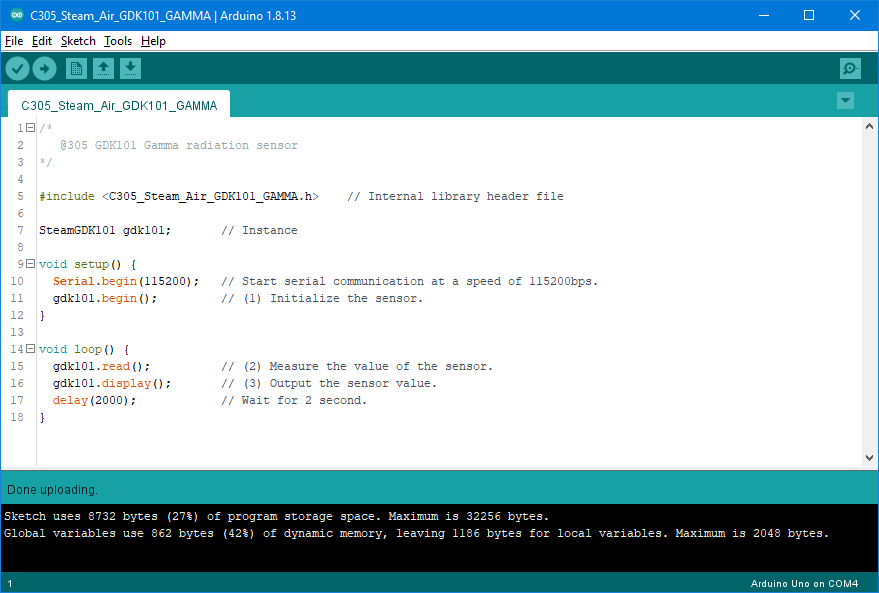 C305_Steam_Air_GDK101_GAMMA | Arduino 1.8.13
File Edit Sketch Tools Help
C305_Steam_Air_GDK101_GAMMA
1 /*
2    @305 GDK101 Gamma radiation sensor
3 */
4
5 #include <C305_Steam_Air_GDK101_GAMMA.h>    // Internal library header file
6
7 SteamGDK101 gdk101;       // Instance
8
9 void setup() {
10   Serial.begin(115200);   // Start serial communication at a speed of 115200bps.
11   gdk101.begin();         // (1) Initialize the sensor.
12 }
13
14 void loop() {
15   gdk101.read();          // (2) Measure the value of the sensor.
16   gdk101.display();       // (3) Output the sensor value.
17   delay(2000);            // Wait for 2 second.
18 }
Done uploading.
Sketch uses 8732 bytes (27%) of program storage space. Maximum is 32256 bytes.
Global variables use 862 bytes (42%) of dynamic memory, leaving 1186 bytes for local variables. Maximum is 2048 bytes.
1 Arduino Uno on COM4